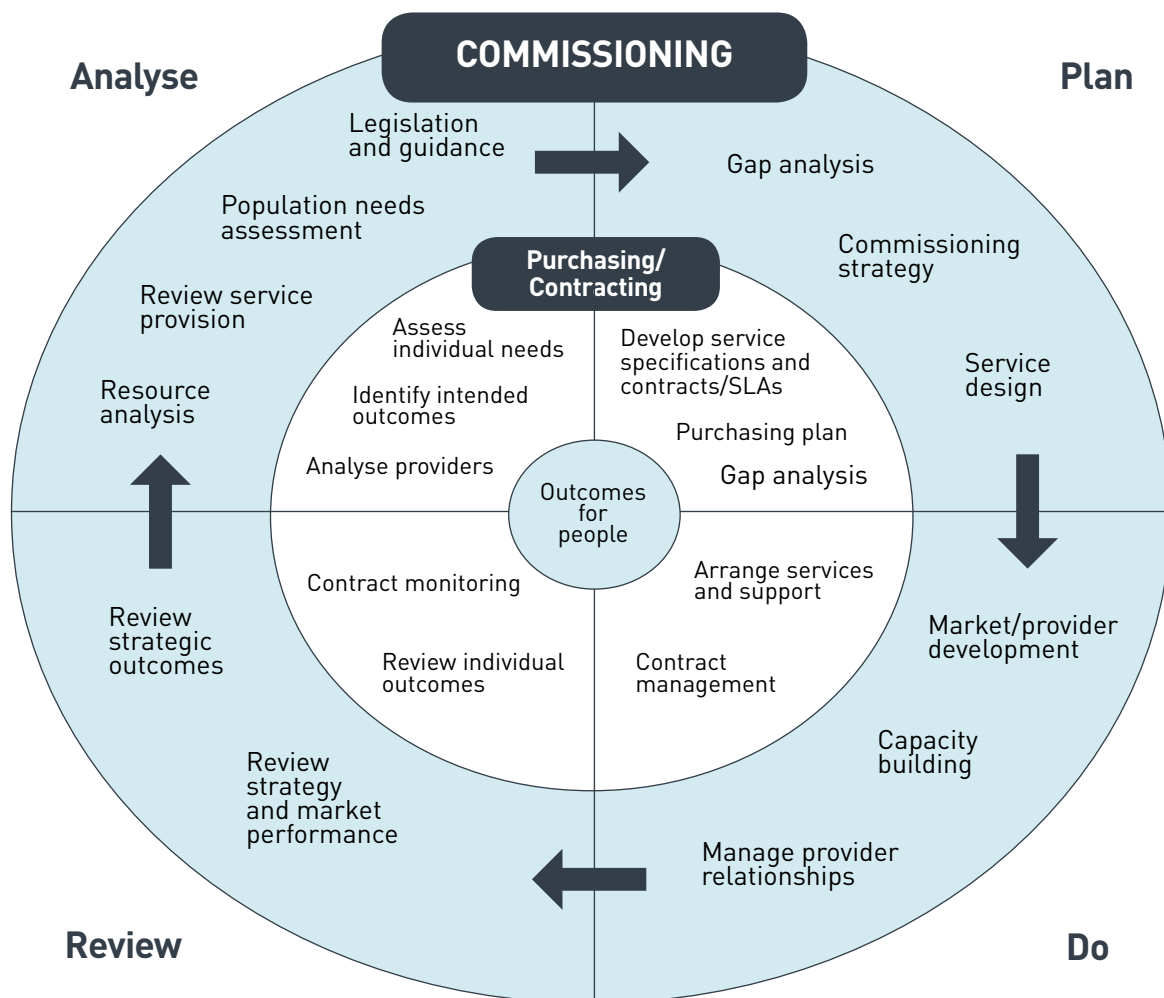 COMMISSIONING
Analyse
Plan
Legislation
and guidance
Gap analysis
Population needs
assessment
Commissioning
strategy
Purchasing/
Contracting
Review service
provision
Assess
individual needs
Develop service
specifications and
contracts/SLAs
Service
design
Resource
analysis
Identify intended
outcomes
Purchasing plan
Analyse providers
Gap analysis
Outcomes
for
people
Contract monitoring
Arrange services
and support
Review
strategic
outcomes
Market/provider
development
Review individual
outcomes
Contract
management
Capacity
building
Review
strategy
and market
performance
Manage provider
relationships
Review
Do